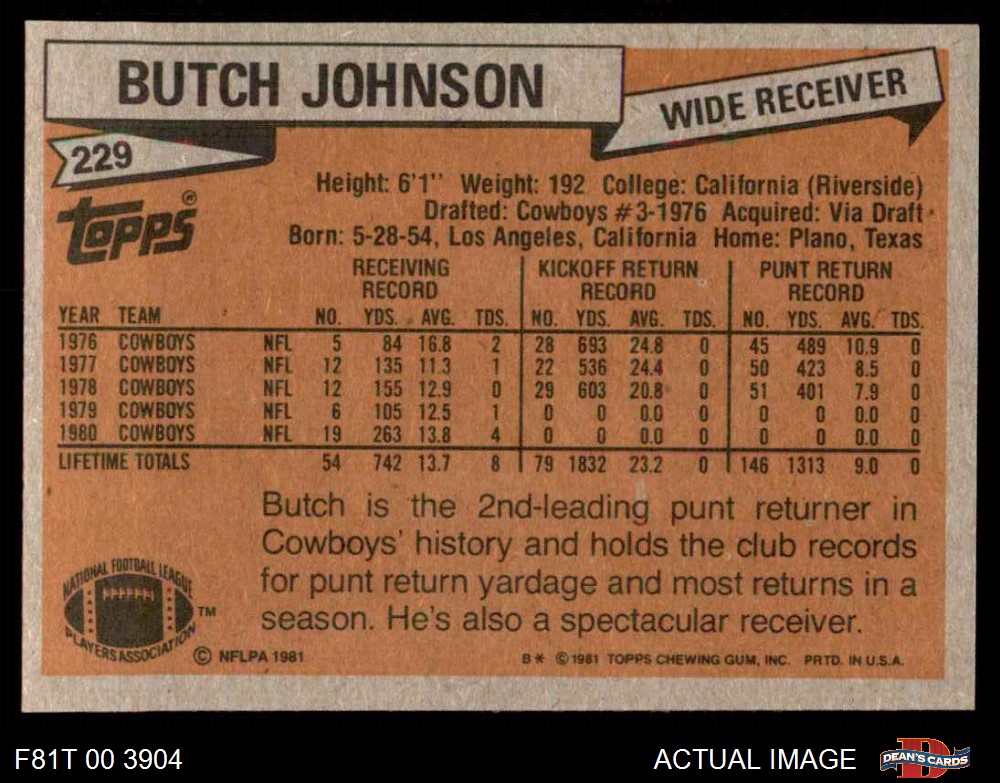 BUTCH JOHNSON
WIDE RECEIVER
229
topps®
Height: 6'1" Weight: 192 College: California (Riverside)
Drafted: Cowboys #3-1976 Acquired: Via Draft
Born: 5-28-54, Los Angeles, California Home: Plano, Texas
RECEIVING RECORD KICKOFF RETURN RECORD PUNT RETURN RECORD
YEAR TEAM NO. YDS. AVG. TDS. NO. YDS. AVG. TDS. NO. YDS. AVG. TDS.
1976 COWBOYS NFL 5 84 16.8 2 28 693 24.8 0 45 489 10.9 0
1977 COWBOYS NFL 12 135 11.3 1 22 536 24.4 0 50 423 8.5 0
1978 COWBOYS NFL 12 155 12.9 0 29 603 20.8 0 51 401 7.9 0
1979 COWBOYS NFL 6 105 12.5 1 0 0 0.0 0 0 0 0.0 0
1980 COWBOYS NFL 19 263 13.8 4 0 0 0.0 0 0 0 0.0 0
LIFETIME TOTALS 54 742 13.7 8 79 1832 23.2 0 146 1313 9.0 0
Butch is the 2nd-leading punt returner in
Cowboys' history and holds the club records
for punt return yardage and most returns in a
season. He's also a spectacular receiver.
NATIONAL FOOTBALL LEAGUE
PLAYERS ASSOCIATION ™
© NFLPA 1981
B* © 1981 TOPPS CHEWING GUM, INC. PRTD. IN U.S.A.
F81T 00 3904
ACTUAL IMAGE
D
DEAN'S CARDS